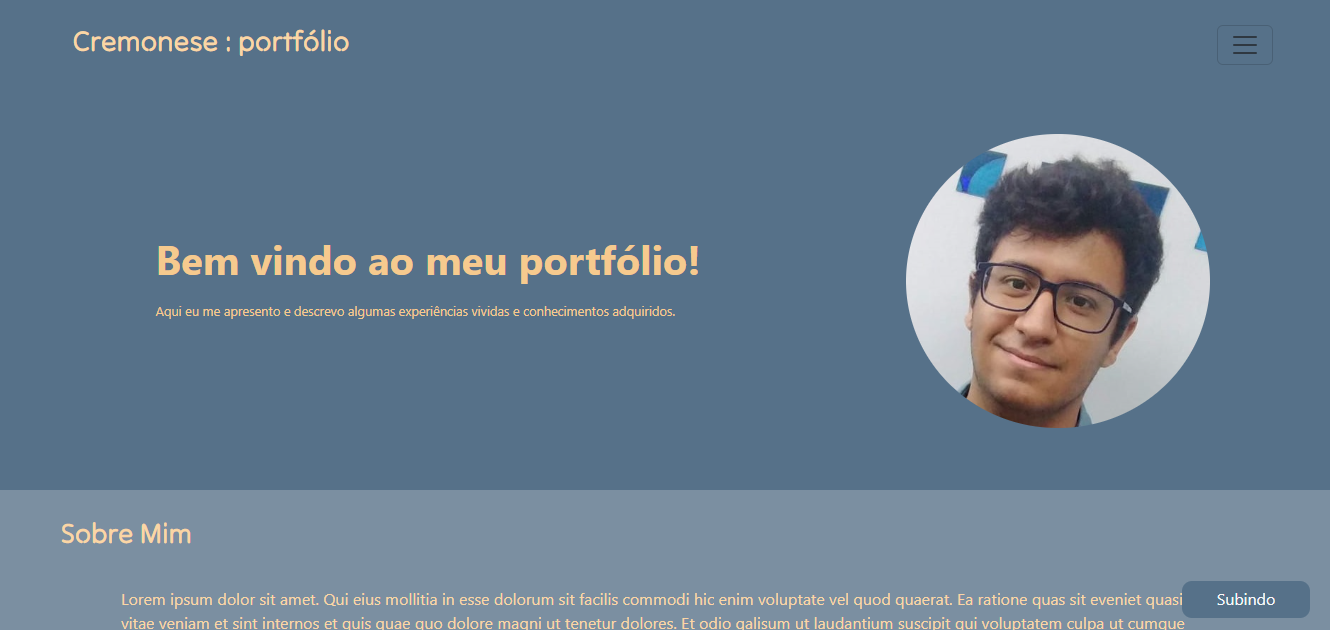 Cremonese : portfólio
Bem vindo ao meu portfólio!
Aqui eu me apresento e descrevo algumas experiências vividas e conhecimentos adquiridos.
Sobre Mim
Lorem ipsum dolor sit amet. Qui eius mollitia in esse dolorum sit facilis commodi hic enim voluptate vel quod quaerat. Ea ratione quas sit eveniet quasi
Subindo
vitae veniam et sint internos et quis quae quo dolore magni ut tenetur dolores. Et odio galisum ut laudantium suscipit qui voluptatem culpa ut cumque